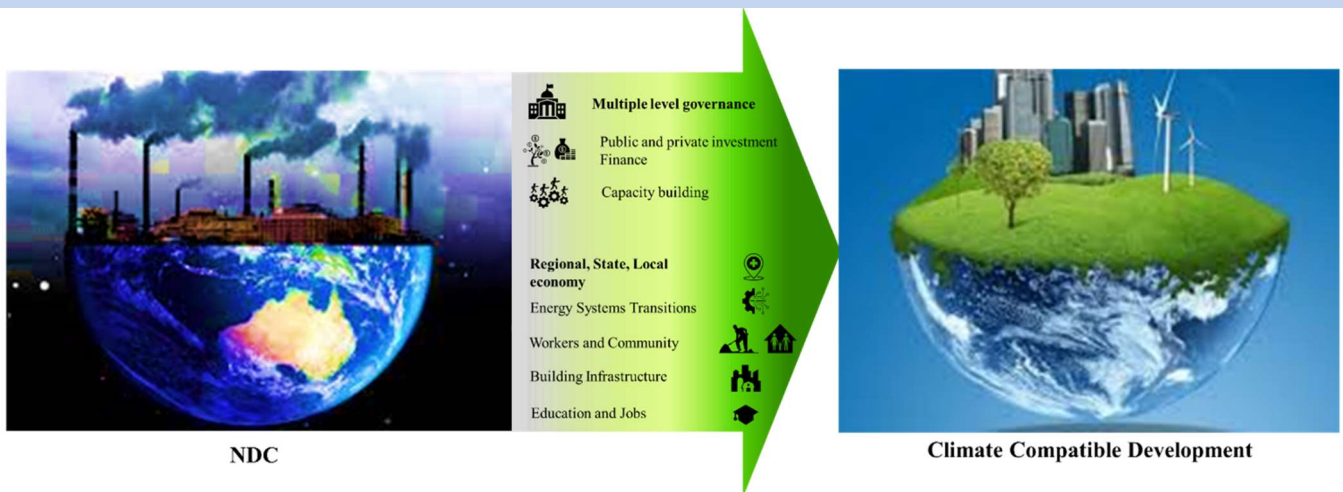 Multiple level governance
Public and private investment
Finance
Capacity building
Regional, State, Local
economy
Energy Systems Transitions
Workers and Community
Building Infrastructure
Education and Jobs
NDC
Climate Compatible Development